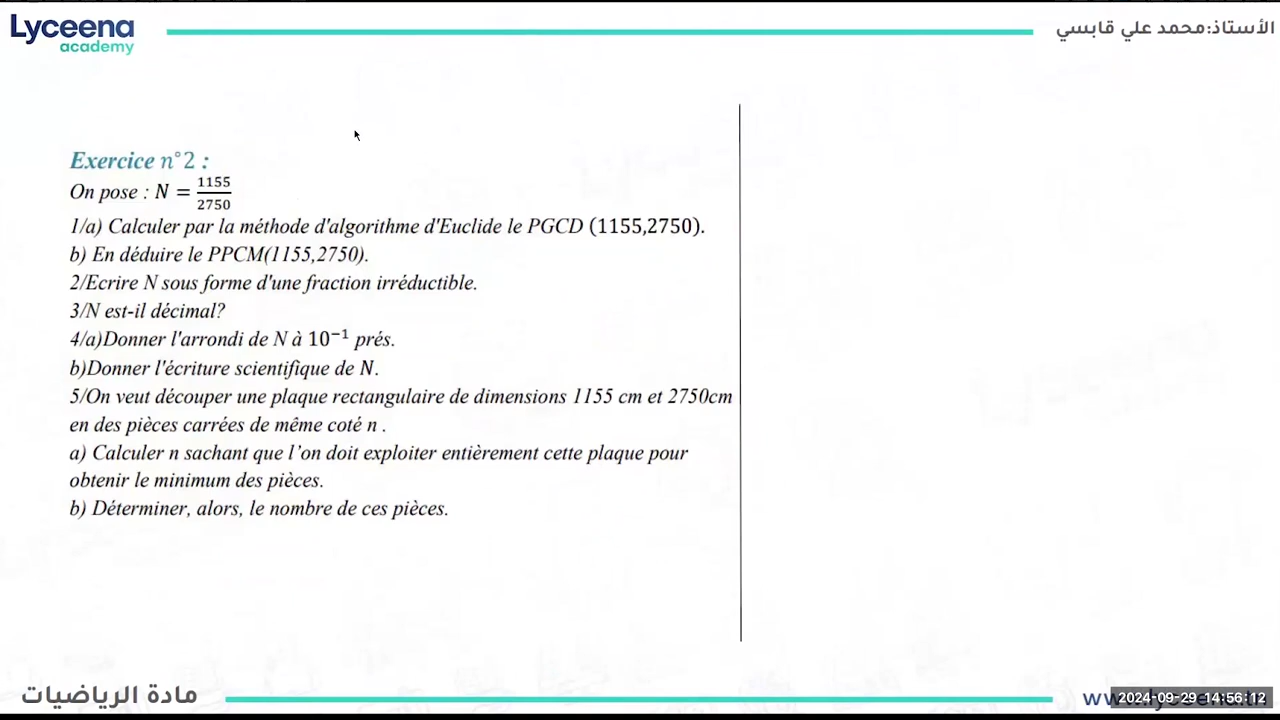 Lyceena
academy
الأستاذ:محمد علي قابسي
Exercice n°2 :
On pose : N = 1155/2750
1/a) Calculer par la méthode d'algorithme d'Euclide le PGCD (1155,2750).
b) En déduire le PPCM(1155,2750).
2/Ecrire N sous forme d'une fraction irréductible.
3/N est-il décimal?
4/a)Donner l'arrondi de N à 10⁻¹ prés.
b)Donner l'écriture scientifique de N.
5/On veut découper une plaque rectangulaire de dimensions 1155 cm et 2750cm
en des pièces carrées de même coté n .
a) Calculer n sachant que l’on doit exploiter entièrement cette plaque pour
obtenir le minimum des pièces.
b) Déterminer, alors, le nombre de ces pièces.
مادة الرياضيات
2024-09-29 14:56:12